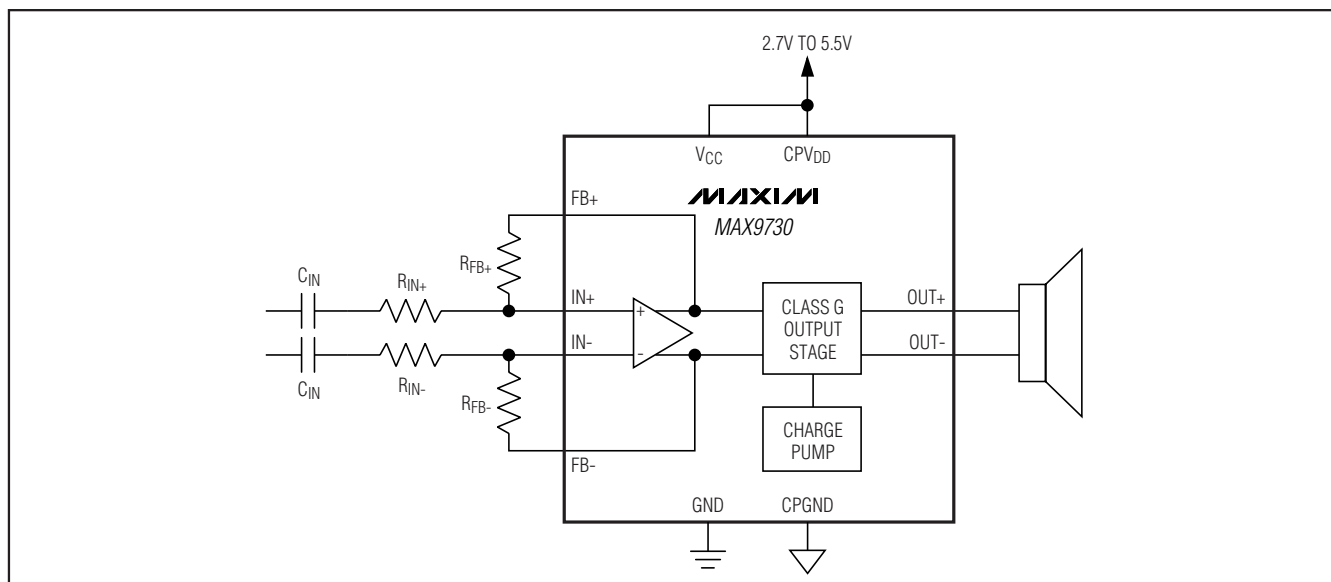 2.7V TO 5.5V
VCC
CPVDD
MAXIM
MAX9730
FB+
RFB+
CIN
RIN+
IN+
+
CLASS G
OUTPUT
STAGE
OUT+
IN-
-
OUT-
CIN
RIN-
RFB-
CHARGE
PUMP
FB-
GND
CPGND